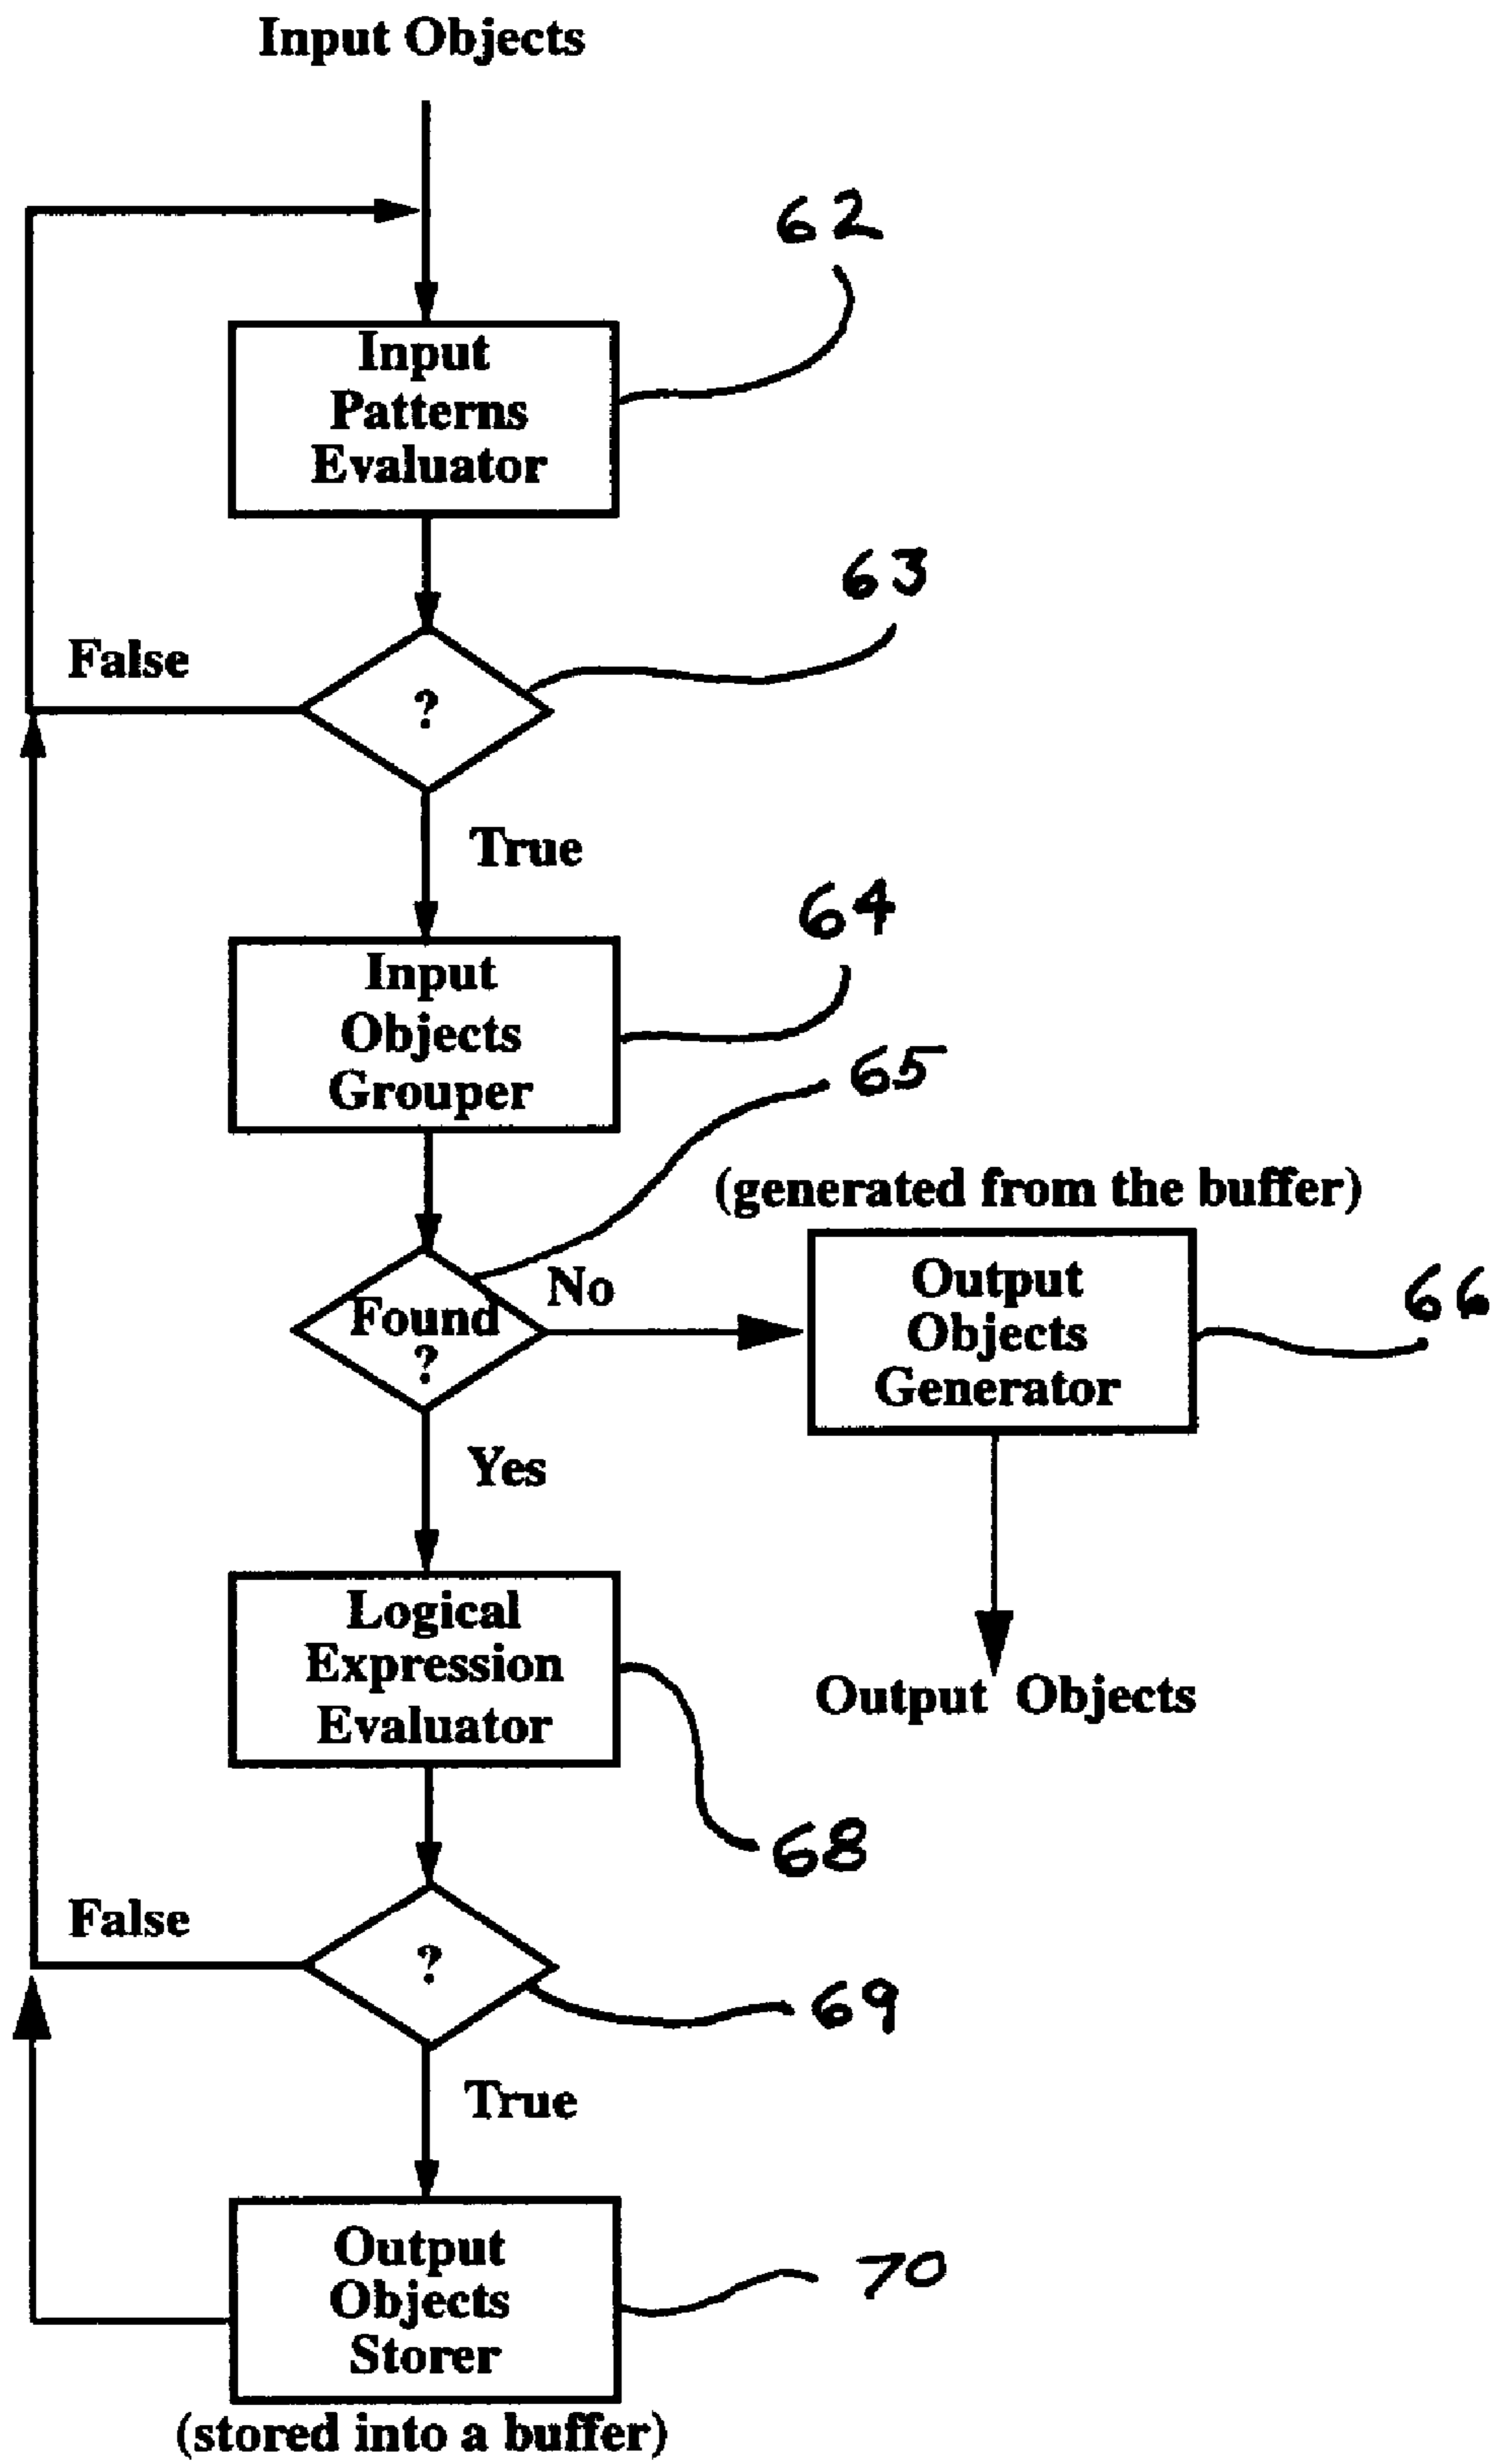 Input Objects
62
Input
Patterns
Evaluator
63
False
?
True
64
Input
Objects
Grouper
65
(generated from the buffer)
Output
Objects
Generator
66
No
Found
?
Yes
Logical
Expression
Evaluator
Output Objects
68
False
?
69
True
Output
Objects
Storer
70
(stored into a buffer)